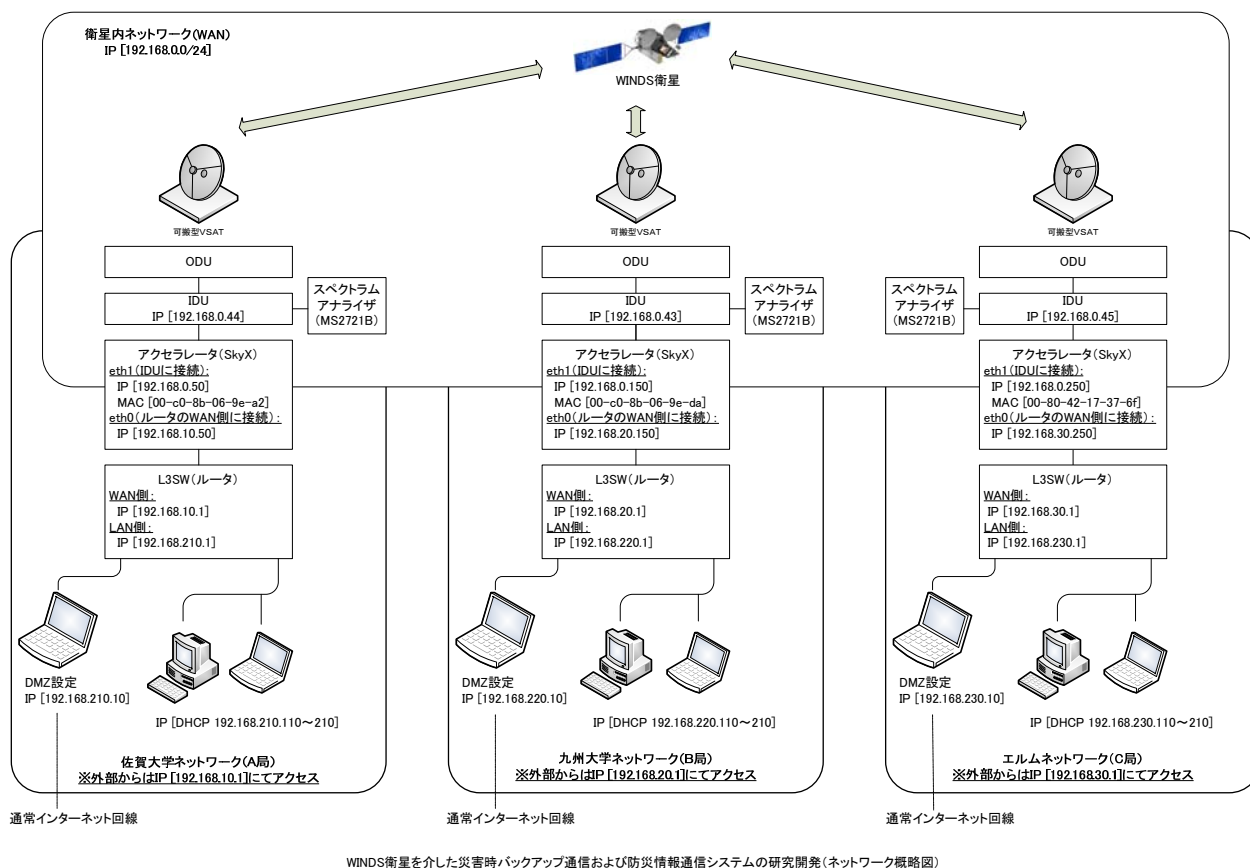 衛星内ネットワーク(WAN)
IP [192.168.0.0/24]
WINDS衛星
可搬型VSAT
ODU
IDU
IP [192.168.0.44]
スペクトラム
アナライザ
(MS2721B)
アクセラレータ(SkyX)
eth1(IDUに接続):
IP [192.168.0.50]
MAC [00-c0-8b-06-9e-a2]
eth0(ルータのWAN側に接続):
IP [192.168.10.50]
L3SW(ルータ)
WAN側:
IP [192.168.10.1]
LAN側:
IP [192.168.210.1]
DMZ設定
IP [192.168.210.10]
IP [DHCP 192.168.210.110~210]
佐賀大学ネットワーク(A局)
※外部からはIP [192.168.10.1]にてアクセス
通常インターネット回線
可搬型VSAT
ODU
IDU
IP [192.168.0.43]
スペクトラム
アナライザ
(MS2721B)
アクセラレータ(SkyX)
eth1(IDUに接続):
IP [192.168.0.150]
MAC [00-c0-8b-06-9e-da]
eth0(ルータのWAN側に接続):
IP [192.168.20.150]
L3SW(ルータ)
WAN側:
IP [192.168.20.1]
LAN側:
IP [192.168.220.1]
DMZ設定
IP [192.168.220.10]
IP [DHCP 192.168.220.110~210]
九州大学ネットワーク(B局)
※外部からはIP [192.168.20.1]にてアクセス
通常インターネット回線
可搬型VSAT
ODU
スペクトラム
アナライザ
(MS2721B)
IDU
IP [192.168.0.45]
アクセラレータ(SkyX)
eth1(IDUに接続):
IP [192.168.0.250]
MAC [00-80-42-17-37-6f]
eth0(ルータのWAN側に接続):
IP [192.168.30.250]
L3SW(ルータ)
WAN側:
IP [192.168.30.1]
LAN側:
IP [192.168.230.1]
DMZ設定
IP [192.168.230.10]
IP [DHCP 192.168.230.110~210]
エルムネットワーク(C局)
※外部からはIP [192.168.30.1]にてアクセス
通常インターネット回線
WINDS衛星を介した災害時バックアップ通信および防災情報通信システムの研究開発(ネットワーク概略図)